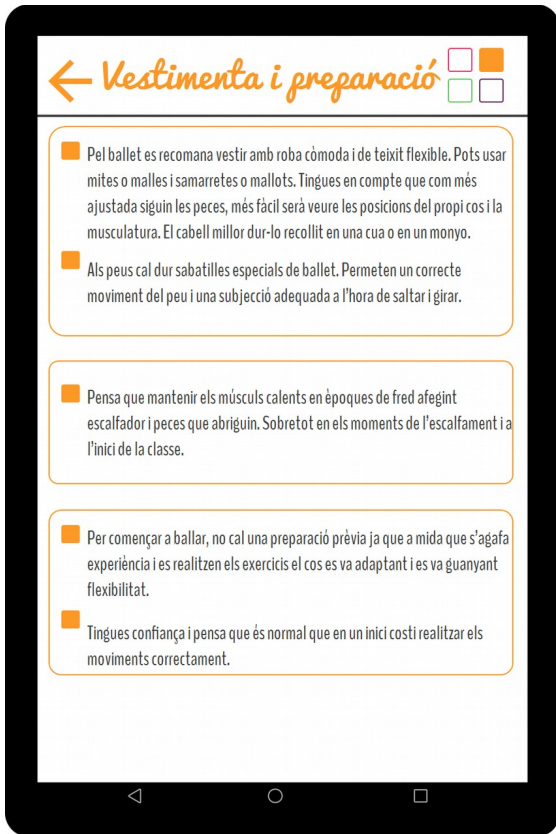 Vestimenta i preparació
Pel ballet es recomana vestir amb roba còmoda i de teixit flexible. Pots usar
mites o malles i samarretes o mallots. Tingues en compte que com més
ajustada siguin les peces, més fàcil serà veure les posicions del propi cos i la
musculatura. El cabell millor dur-lo recollit en una cua o en un monyo.
Als peus cal dur sabatilles especials de ballet. Permeten un correcte
moviment del peu i una subjecció adequada a l'hora de saltar i girar.
Pensa que mantenir els músculs calents en èpoques de fred afegint
escalfador i peces que abriguin. Sobretot en els moments de l'escalfament i a
l'inici de la classe.
Per començar a ballar, no cal una preparació prèvia ja que a mida que s'agafa
experiència i es realitzen els exercicis el cos es va adaptant i es va guanyant
flexibilitat.
Tingues confiança i pensa que és normal que en un inici costi realitzar els
moviments correctament.